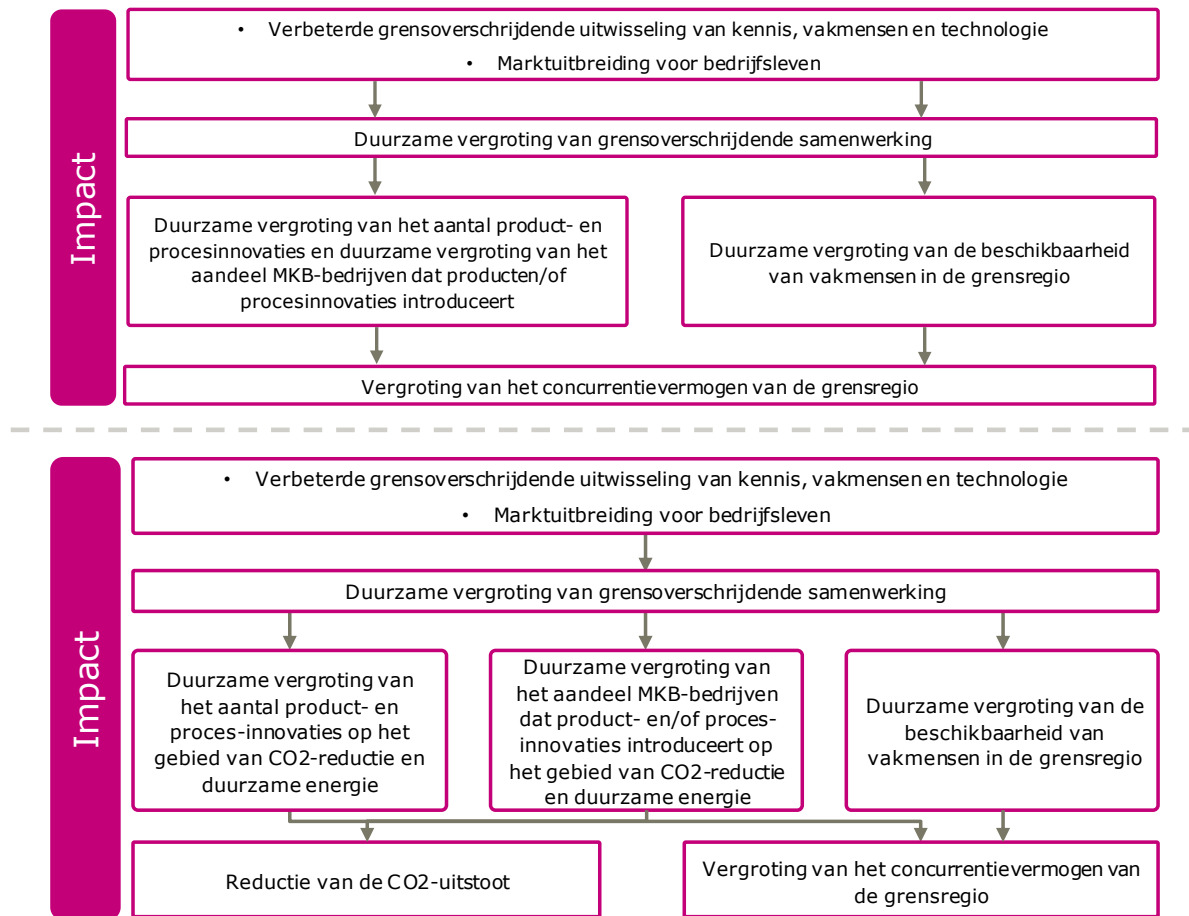 Impact
• Verbeterde grensoverschrijdende uitwisseling van kennis, vakmensen en technologie
• Marktuitbreiding voor bedrijfsleven
Duurzame vergroting van grensoverschrijdende samenwerking
Duurzame vergroting van het aantal product- en
procesinnovaties en duurzame vergroting van het
aandeel MKB-bedrijven dat producten/of
procesinnovaties introduceert
Duurzame vergroting van de beschikbaarheid
van vakmensen in de grensregio
Vergroting van het concurrentievermogen van de grensregio
Impact
• Verbeterde grensoverschrijdende uitwisseling van kennis, vakmensen en technologie
• Marktuitbreiding voor bedrijfsleven
Duurzame vergroting van grensoverschrijdende samenwerking
Duurzame vergroting van
het aantal product- en
proces-innovaties op het
gebied van CO2-reductie en
duurzame energie
Duurzame vergroting van
het aandeel MKB-bedrijven
dat product- en/of proces-
innovaties introduceert op
het gebied van CO2-reductie
en duurzame energie
Duurzame vergroting van de
beschikbaarheid van
vakmensen in de grensregio
Reductie van de CO2-uitstoot
Vergroting van het concurrentievermogen van
de grensregio